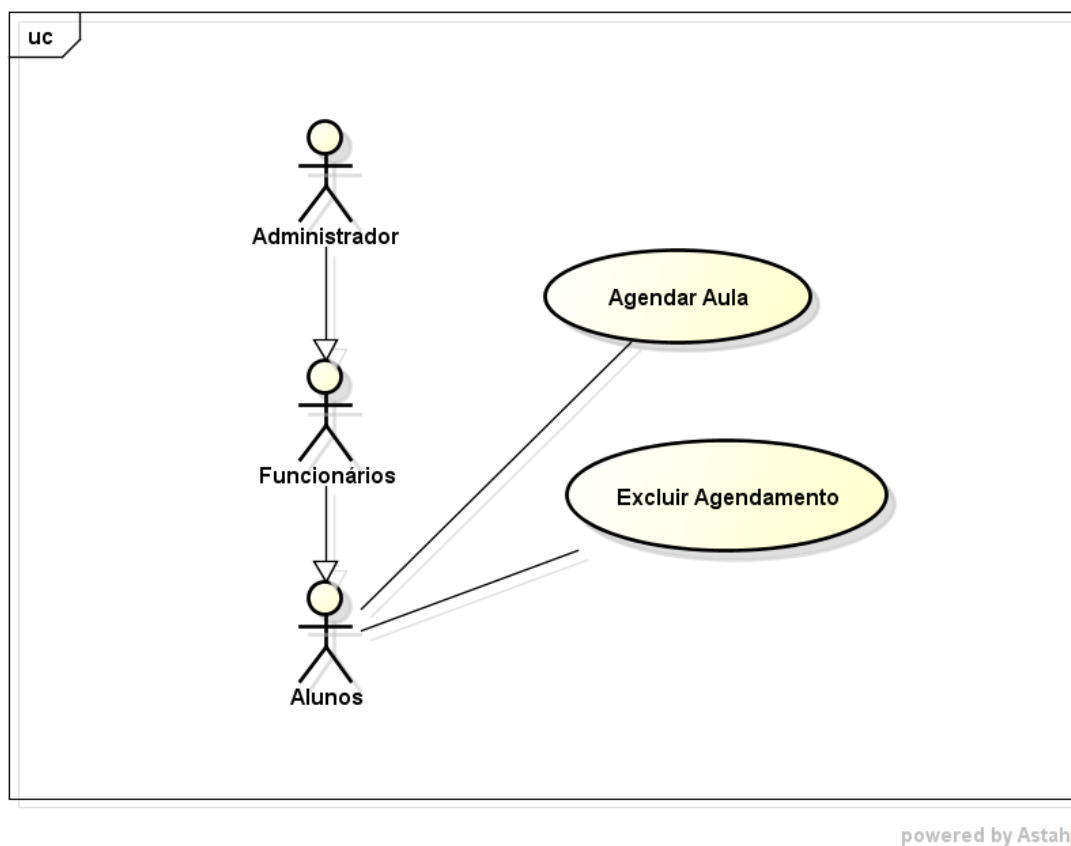 uc
Administrador
Agendar Aula
Funcionários
Excluir Agendamento
Alunos
powered by Astah